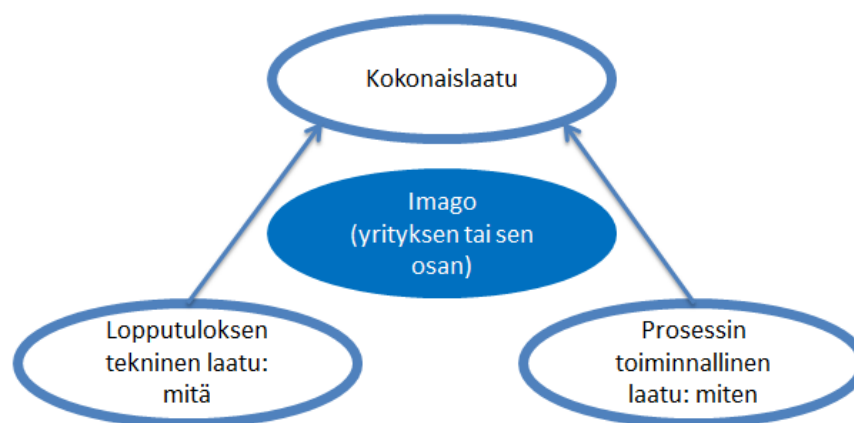 Kokonaislaatu
Imago
(yrityksen tai sen
osan)
Lopputuloksen
tekninen laatu:
mitä
Prosessin
toiminnallinen
laatu: miten